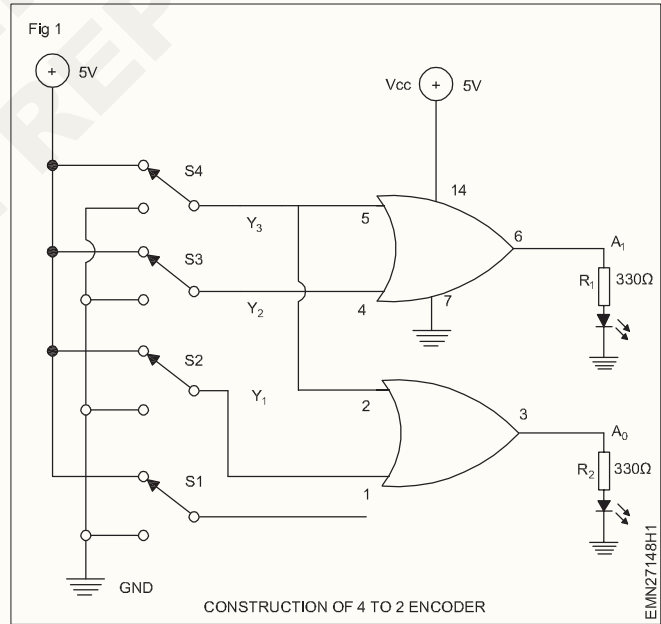 REP
Fig 1
5V
Vcc 5V
S4
14
Y3 5 6 A1
S3
R1 330Ω
Y2 4 7
S2
Y1 2 3 A0
S1
1 R2 330Ω
GND
CONSTRUCTION OF 4 TO 2 ENCODER
EMN27148H1